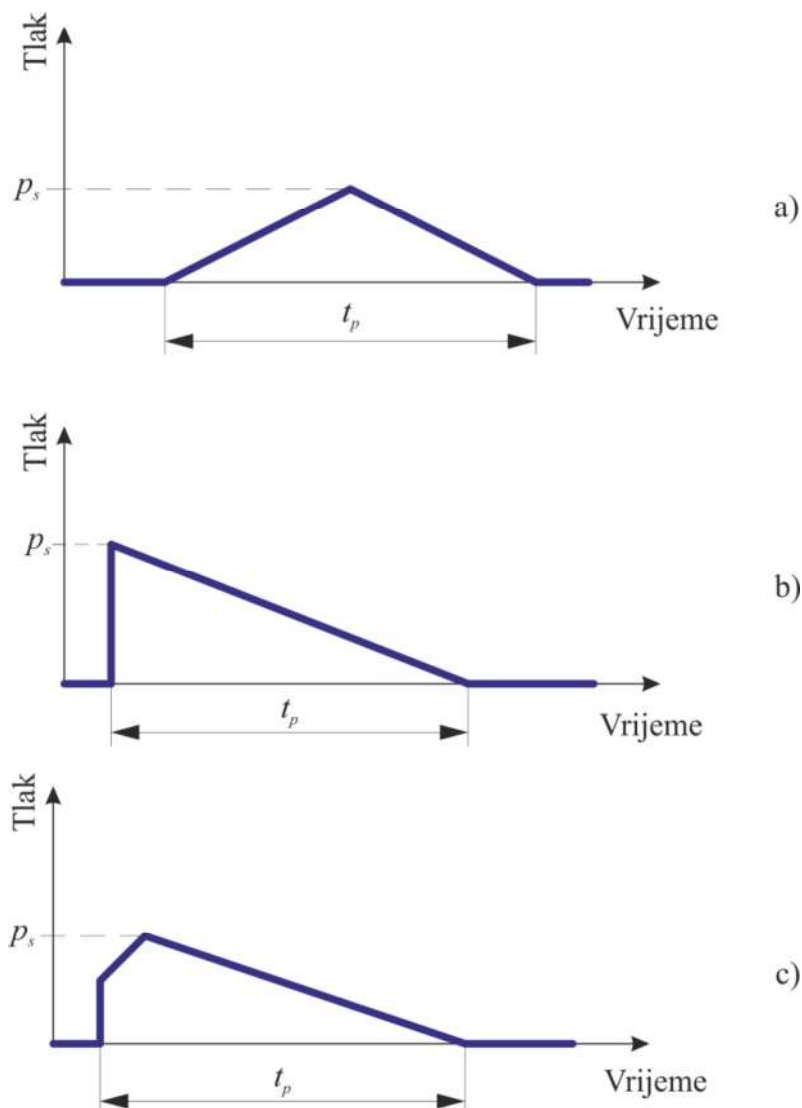 Tlak
p_s
a)
t_p
Vrijeme
Tlak
p_s
b)
t_p
Vrijeme
Tlak
p_s
c)
t_p
Vrijeme